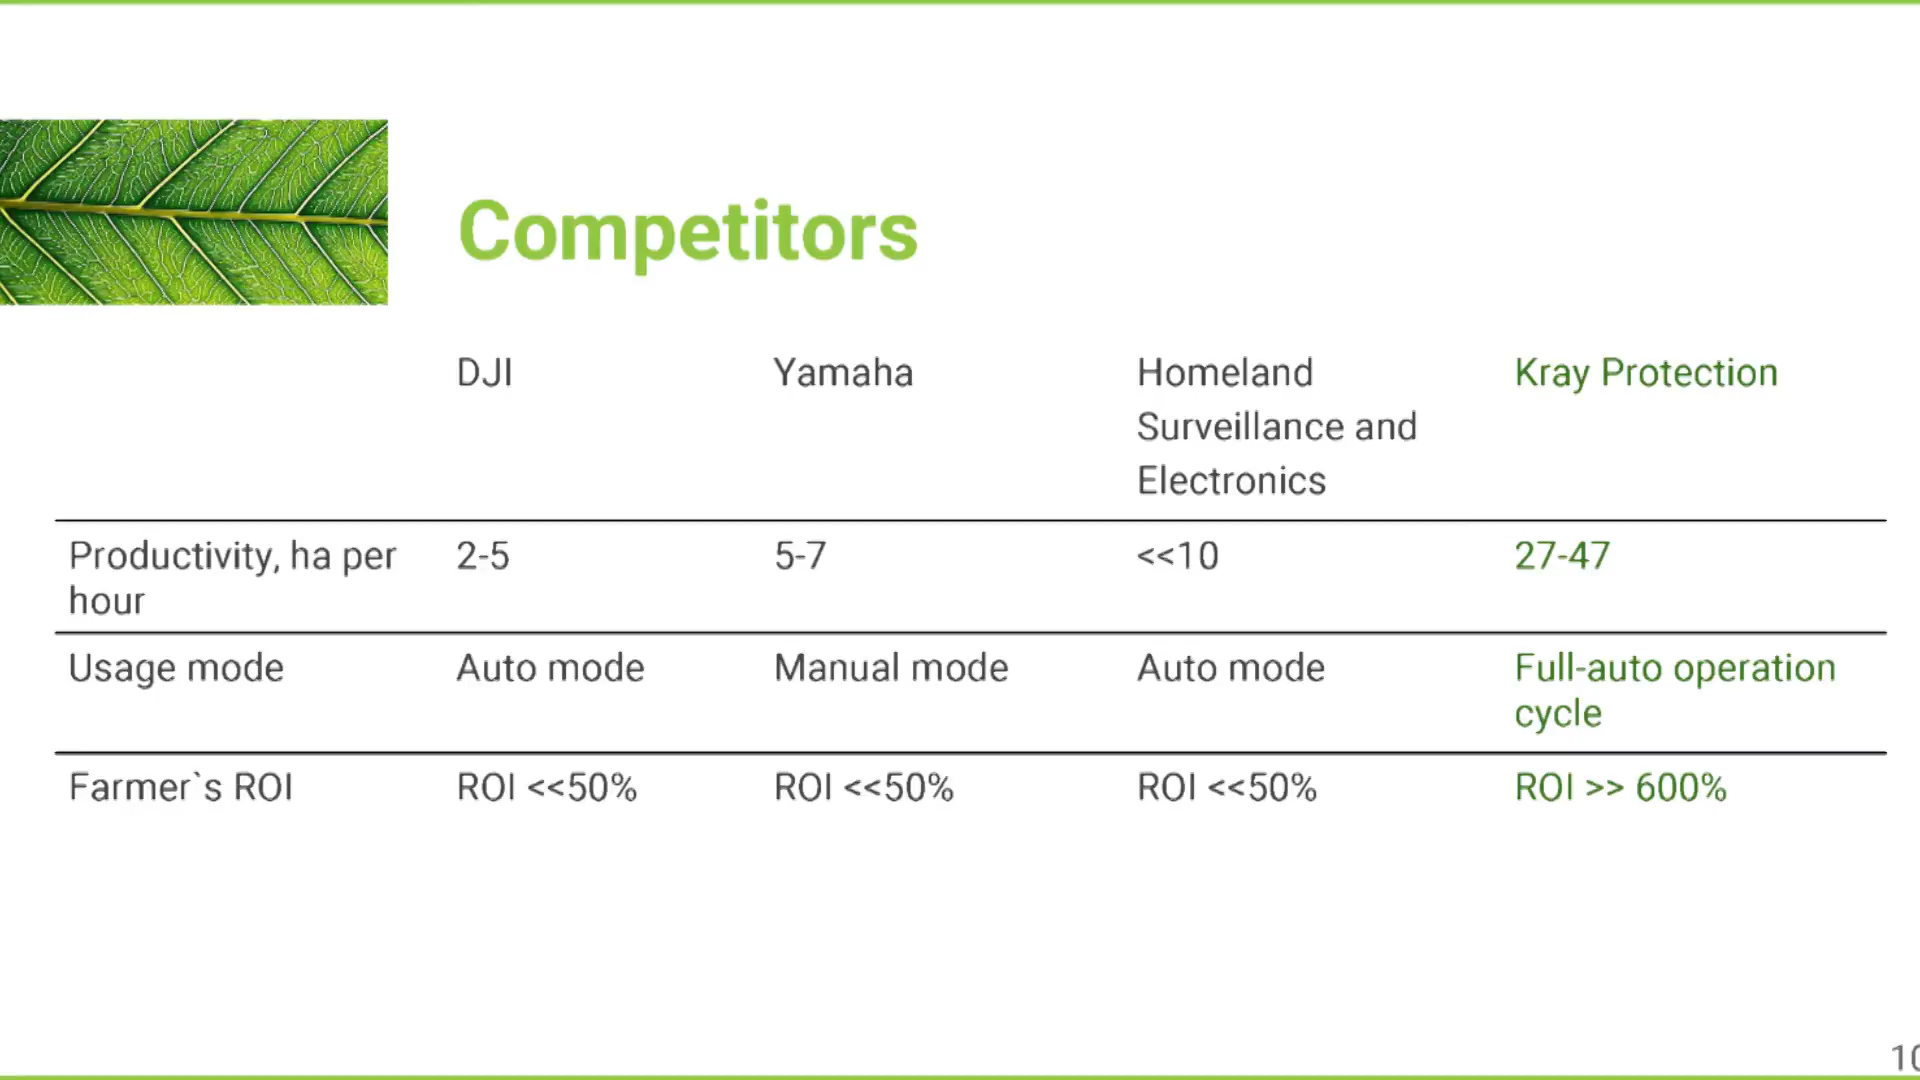 Competitors
DJI Yamaha Homeland Kray Protection
Surveillance and
Electronics
Productivity, ha per 2-5 5-7 <<10 27-47
hour
Usage mode Auto mode Manual mode Auto mode Full-auto operation
cycle
Farmer`s ROI ROI <<50% ROI <<50% ROI <<50% ROI >> 600%
10